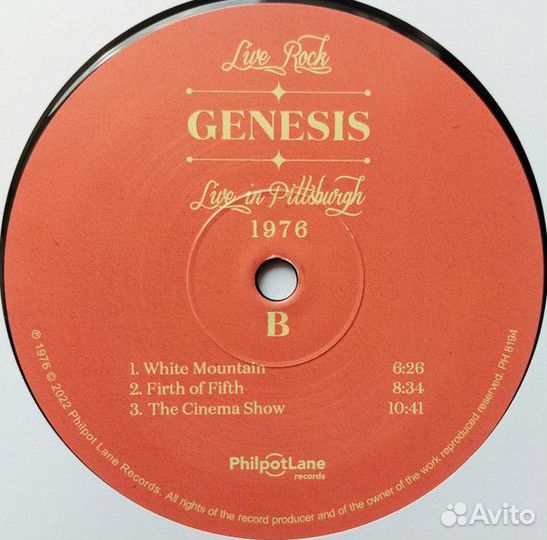 Live Rock
GENESIS
Live in Pittsburgh
1976
B
1. White Mountain 6:26
2. Firth of Fifth 8:34
3. The Cinema Show 10:41
PhilpotLane
records
℗ 1976 © 2022 Philpot Lane Records. All rights of the record producer and of the owner of the work reproduced reserved. PH 8194
Avito